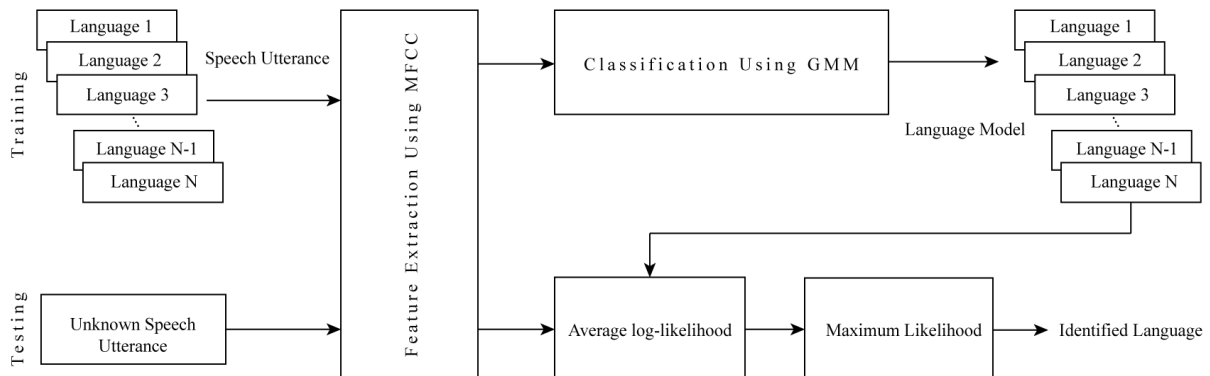 Training
Language 1
Language 2
Language 3
Language N-1
Language N
Speech Utterance
Feature Extraction Using MFCC
Classification Using GMM
Language Model
Language 1
Language 2
Language 3
Language N-1
Language N
Testing
Unknown Speech
Utterance
Average log-likelihood
Maximum Likelihood
Identified Language